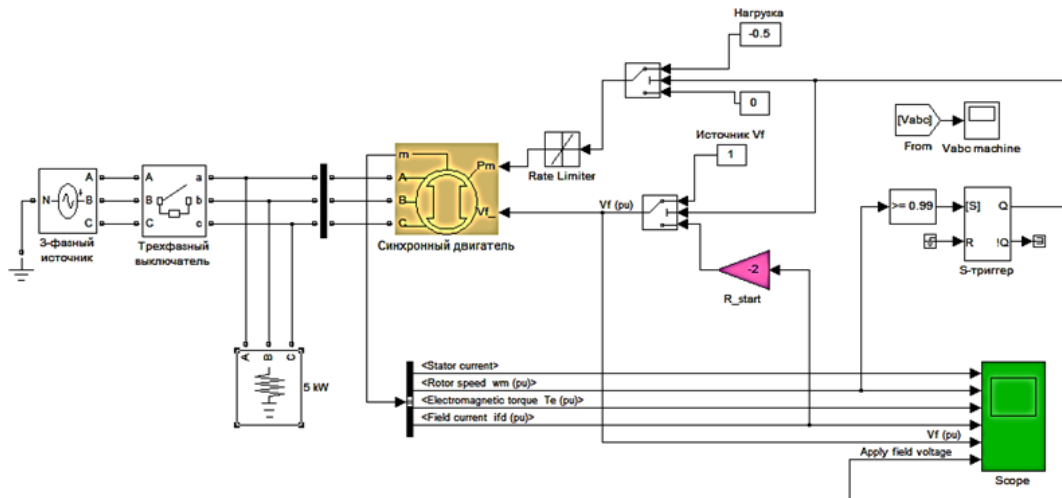 Нагрузка
-0.5
0
Источник Vf
1
[Vabc]
From
Vabc machine
Rate Limiter
m
A
B
C
Pm
Vf_
Синхронный двигатель
N
A
B
C
3-фазный
источник
A
B
C
a
b
c
Трехфазный
выключатель
Vf (pu)
>= 0.99
[S]
R
Q
!Q
S-триггер
-2
R_start
A
B
C
5 kW
<Stator current>
<Rotor speed wm (pu)>
<Electromagnetic torque Te (pu)>
<Field current ifd (pu)>
Vf (pu)
Apply field voltage
Scope